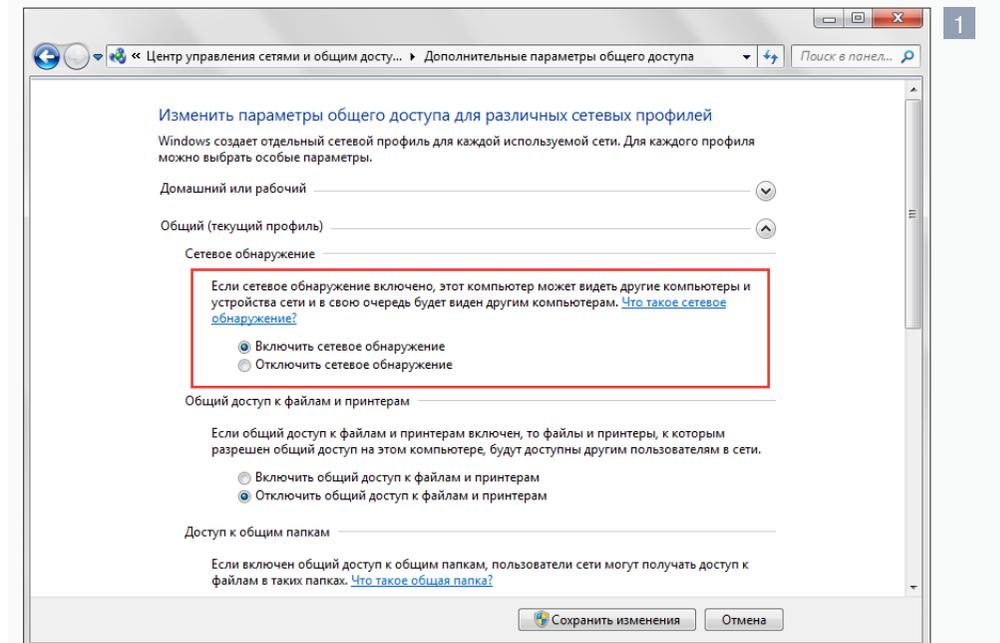 1
« Центр управления сетями и общим досту... Дополнительные параметры общего доступа Поиск в панел...
Изменить параметры общего доступа для различных сетевых профилей
Windows создает отдельный сетевой профиль для каждой используемой сети. Для каждого профиля
можно выбрать особые параметры.
Домашний или рабочий
Общий (текущий профиль)
Сетевое обнаружение
Если сетевое обнаружение включено, этот компьютер может видеть другие компьютеры и
устройства сети и в свою очередь будет виден другим компьютерам. Что такое сетевое
обнаружение?
Включить сетевое обнаружение
Отключить сетевое обнаружение
Общий доступ к файлам и принтерам
Если общий доступ к файлам и принтерам включен, то файлы и принтеры, к которым
разрешен общий доступ на этом компьютере, будут доступны другим пользователям в сети.
Включить общий доступ к файлам и принтерам
Отключить общий доступ к файлам и принтерам
Доступ к общим папкам
Если включен общий доступ к общим папкам, пользователи сети могут получать доступ к
файлам в таких папках. Что такое общая папка?
Сохранить изменения Отмена